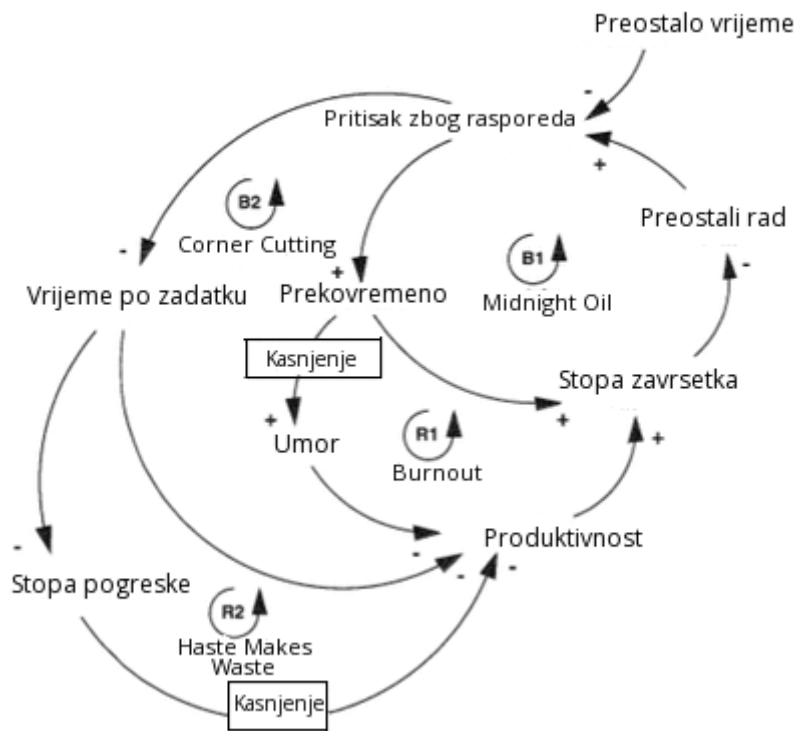 Preostalo vrijeme
-
Pritisak zbog rasporeda
+
B2
Corner Cutting
-
Preostali rad
-
B1
Midnight Oil
+
Vrijeme po zadatku
Prekovremeno
Kasnjenje
Stopa zavrsetka
+
+
+
Umor
R1
Burnout
Produktivnost
-
-
-
-
Stopa pogreske
R2
Haste Makes
Waste
Kasnjenje